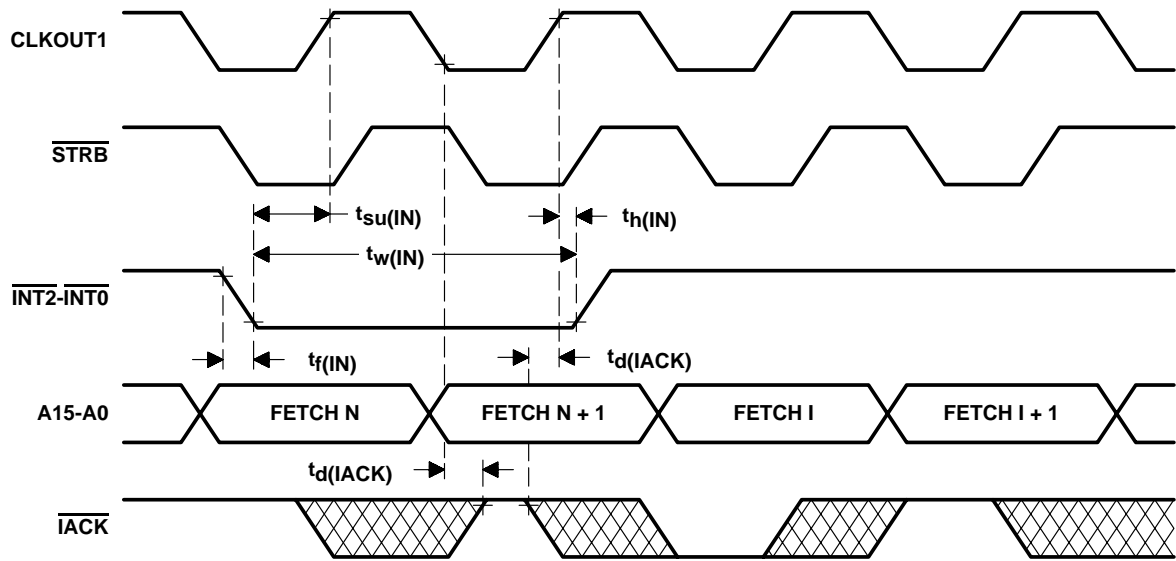 CLKOUT1
STRB
tsu(IN)
th(IN)
tw(IN)
INT2-INT0
tf(IN)
td(IACK)
A15-A0
FETCH N
FETCH N + 1
FETCH I
FETCH I + 1
td(IACK)
IACK